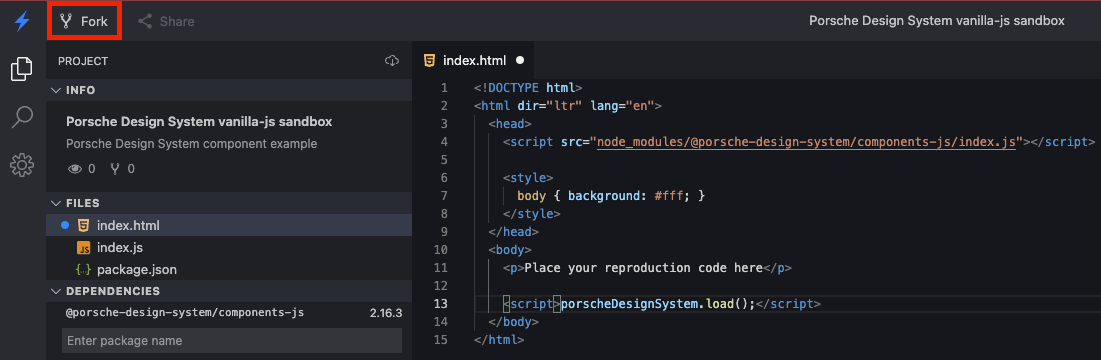 Fork
Share
Porsche Design System vanilla-js sandbox
PROJECT
INFO
Porsche Design System vanilla-js sandbox
Porsche Design System component example
0 0
FILES
index.html
JS index.js
{..} package.json
DEPENDENCIES
@porsche-design-system/components-js 2.16.3
Enter package name
index.html
1 <!DOCTYPE html>
2 <html dir="ltr" lang="en">
3 <head>
4 <script src="node_modules/@porsche-design-system/components-js/index.js"></script>
5
6 <style>
7 body { background: #fff; }
8 </style>
9 </head>
10 <body>
11 <p>Place your reproduction code here</p>
12
13 <script>porscheDesignSystem.load();</script>
14 </body>
15 </html>